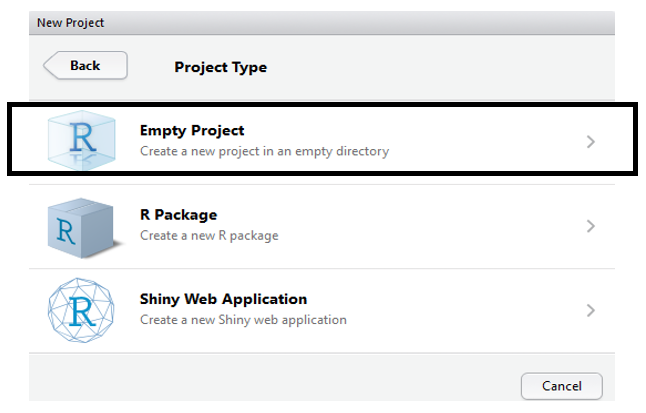 New Project
Back
Project Type
R
Empty Project
Create a new project in an empty directory
R
R Package
Create a new R package
R
Shiny Web Application
Create a new Shiny web application
Cancel